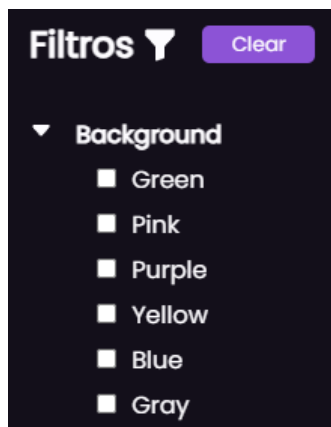 Filtros Clear
Background
Green
Pink
Purple
Yellow
Blue
Gray